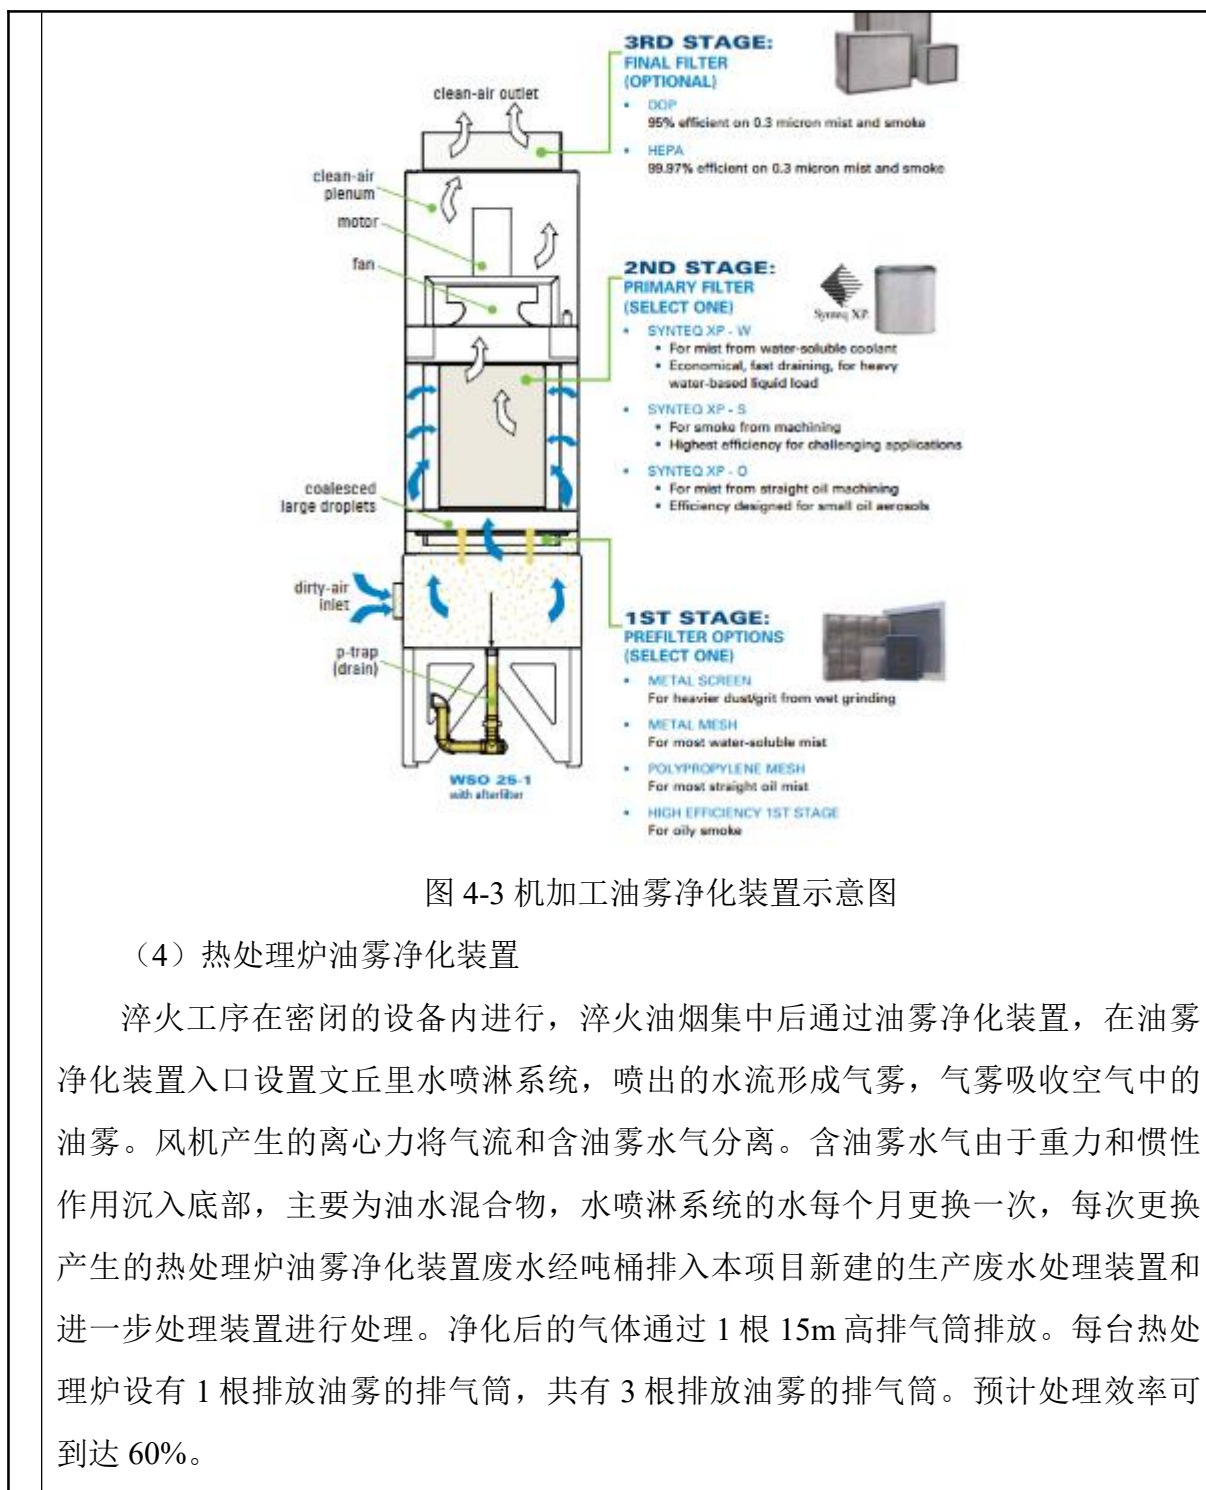 3RD STAGE:
FINAL FILTER
(OPTIONAL)
• DOP
95% efficient on 0.3 micron mist and smoke
• HEPA
99.97% efficient on 0.3 micron mist and smoke
clean-air outlet
clean-air
plenum
motor
fan
2ND STAGE:
PRIMARY FILTER
(SELECT ONE)
Synteq XP.
• SYNTEQ XP - W
• For mist from water-soluble coolant
• Economical, fast draining, for heavy
water-based liquid load
• SYNTEQ XP - S
• For smoke from machining
• Highest efficiency for challenging applications
• SYNTEQ XP - O
• For mist from straight oil machining
• Efficiency designed for small oil aerosols
coalesced
large droplets
dirty-air
inlet
p-trap
(drain)
1ST STAGE:
PREFILTER OPTIONS
(SELECT ONE)
• METAL SCREEN
For heavier dust/grit from wet grinding
• METAL MESH
For most water-soluble mist
• POLYPROPYLENE MESH
For most straight oil mist
• HIGH EFFICIENCY 1ST STAGE
For oily smoke
WSO 25-1
with afterfilter
图 4-3 机加工油雾净化装置示意图
（4）热处理炉油雾净化装置
淬火工序在密闭的设备内进行，淬火油烟集中后通过油雾净化装置，在油雾
净化装置入口设置文丘里水喷淋系统，喷出的水流形成气雾，气雾吸收空气中的
油雾。风机产生的离心力将气流和含油雾水气分离。含油雾水气由于重力和惯性
作用沉入底部，主要为油水混合物，水喷淋系统的水每个月更换一次，每次更换
产生的热处理炉油雾净化装置废水经吨桶排入本项目新建的生产废水处理装置和
进一步处理装置进行处理。净化后的气体通过 1 根 15m 高排气筒排放。每台热处
理炉设有 1 根排放油雾的排气筒，共有 3 根排放油雾的排气筒。预计处理效率可
到达 60%。